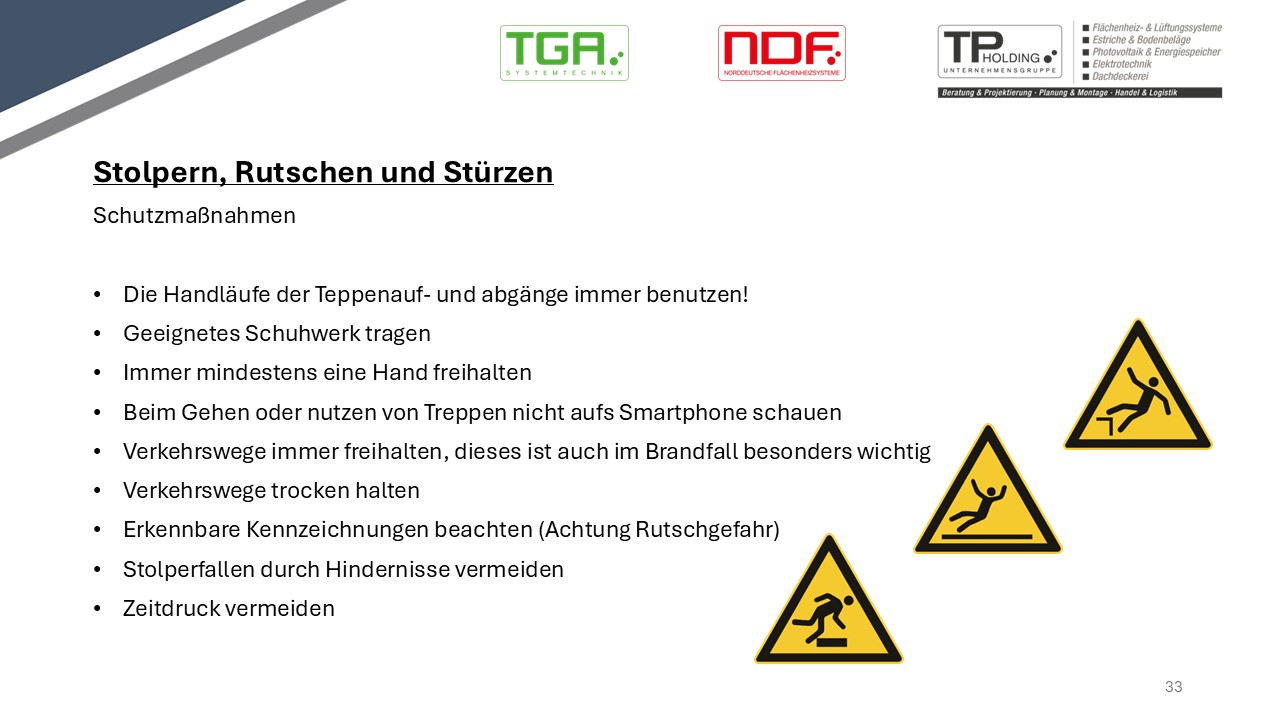 TGA
SYSTEMTECHNIK
NDF
NORDDEUTSCHE FLÄCHENHEIZSYSTEME
TP HOLDING
UNTERNEHMENSGRUPPE
Flächenheiz- & Lüftungssysteme
Estriche & Bodenbeläge
Photovoltaik & Energiespeicher
Elektrotechnik
Dachdeckerei
Beratung & Projektierung · Planung & Montage · Handel & Logistik
Stolpern, Rutschen und Stürzen
Schutzmaßnahmen
• Die Handläufe der Teppenauf- und abgänge immer benutzen!
• Geeignetes Schuhwerk tragen
• Immer mindestens eine Hand freihalten
• Beim Gehen oder nutzen von Treppen nicht aufs Smartphone schauen
• Verkehrswege immer freihalten, dieses ist auch im Brandfall besonders wichtig
• Verkehrswege trocken halten
• Erkennbare Kennzeichnungen beachten (Achtung Rutschgefahr)
• Stolperfallen durch Hindernisse vermeiden
• Zeitdruck vermeiden
33